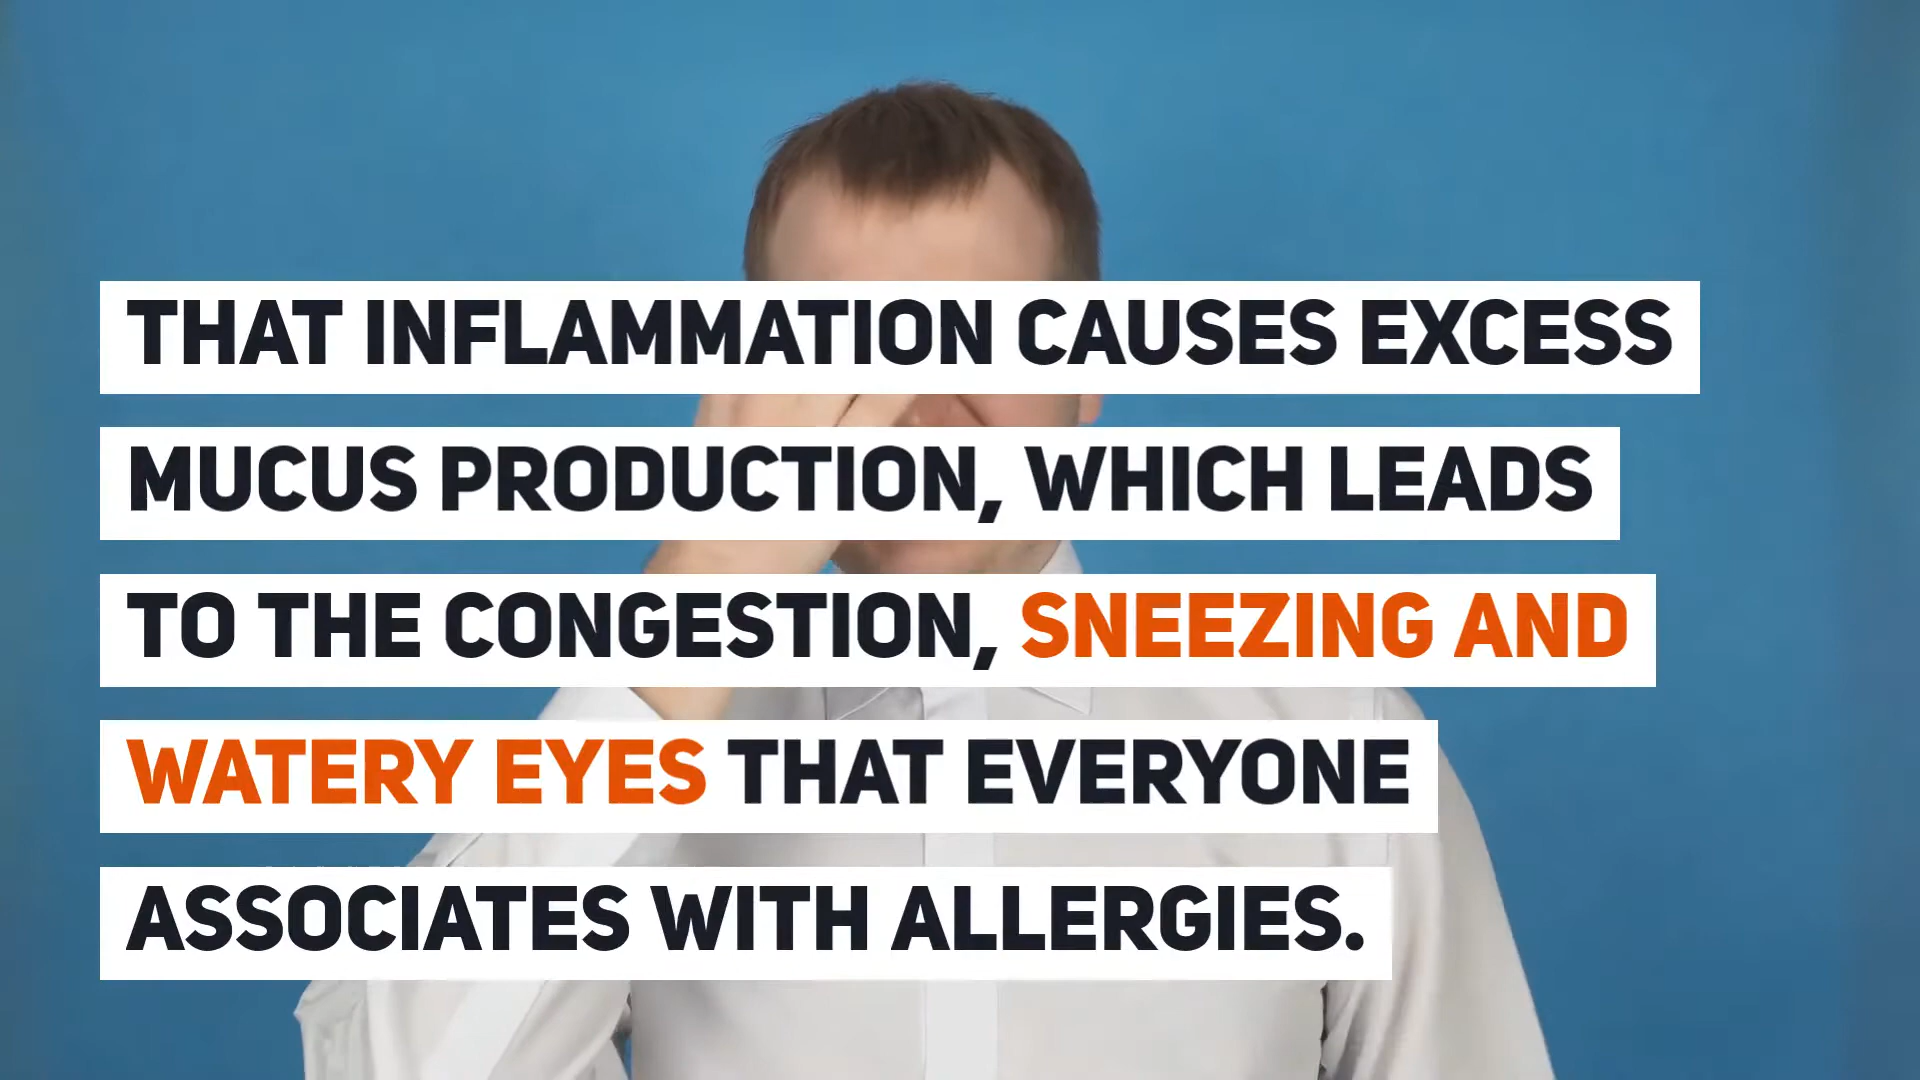 THAT INFLAMMATION CAUSES EXCESS
MUCUS PRODUCTION, WHICH LEADS
TO THE CONGESTION, SNEEZING AND
WATERY EYES THAT EVERYONE
ASSOCIATES WITH ALLERGIES.